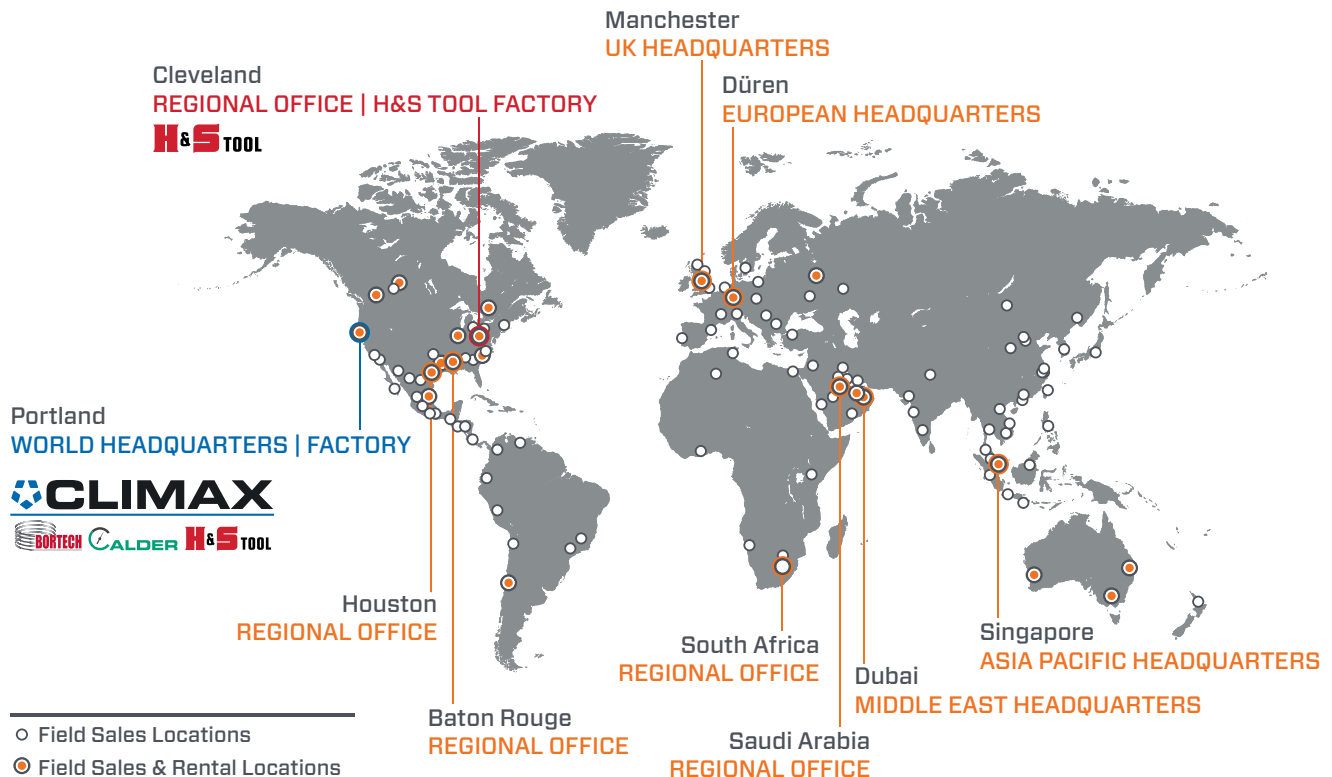 Manchester
UK HEADQUARTERS
Cleveland
REGIONAL OFFICE | H&S TOOL FACTORY
H&S TOOL
Düren
EUROPEAN HEADQUARTERS
Portland
WORLD HEADQUARTERS | FACTORY
CLIMAX
BORTECH CALDER H&S TOOL
Houston
REGIONAL OFFICE
South Africa
REGIONAL OFFICE
Singapore
ASIA PACIFIC HEADQUARTERS
Dubai
MIDDLE EAST HEADQUARTERS
Baton Rouge
REGIONAL OFFICE
Saudi Arabia
REGIONAL OFFICE
Field Sales Locations
Field Sales & Rental Locations